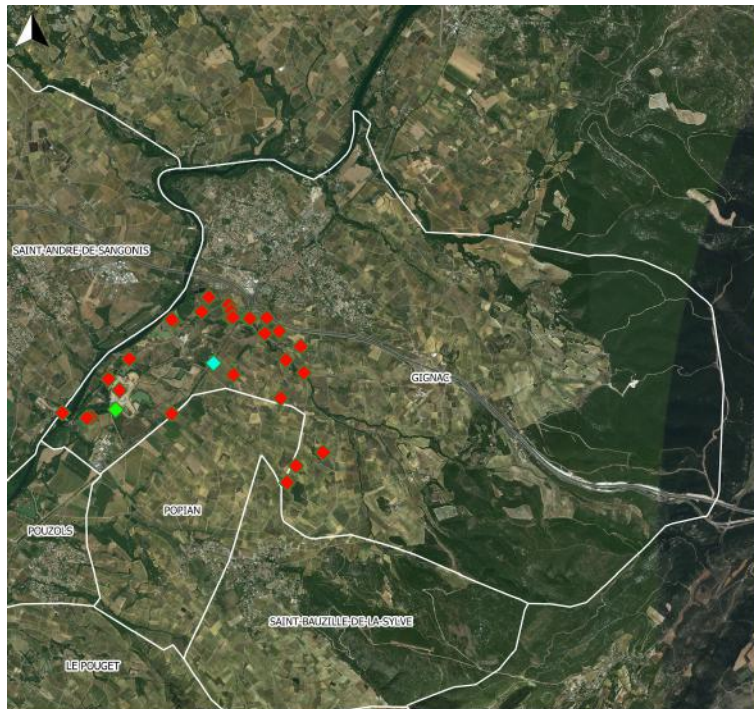 SAINT-ANDRE-DE-SANGONIS
GIGNAC
POPIAN
POUZOLS
SAINT-BAUZILLE-DE-LA-SYLVE
LE POUGET